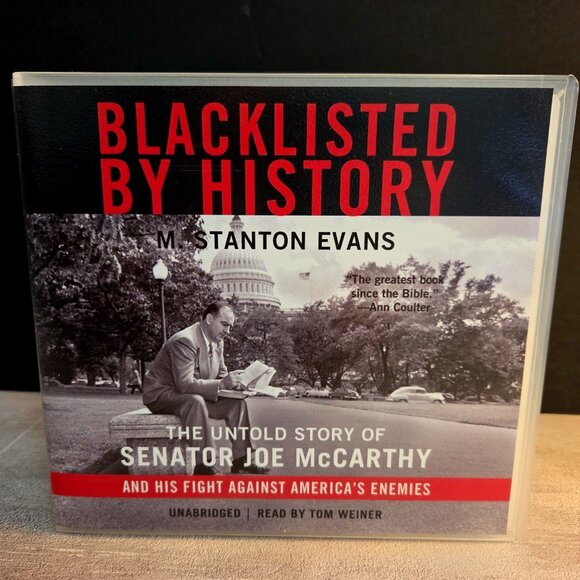 BLACKLISTED
BY HISTORY
M. STANTON EVANS
"The greatest book
since the Bible."
—Ann Coulter
THE UNTOLD STORY OF
SENATOR JOE McCARTHY
AND HIS FIGHT AGAINST AMERICA'S ENEMIES
UNABRIDGED | READ BY TOM WEINER